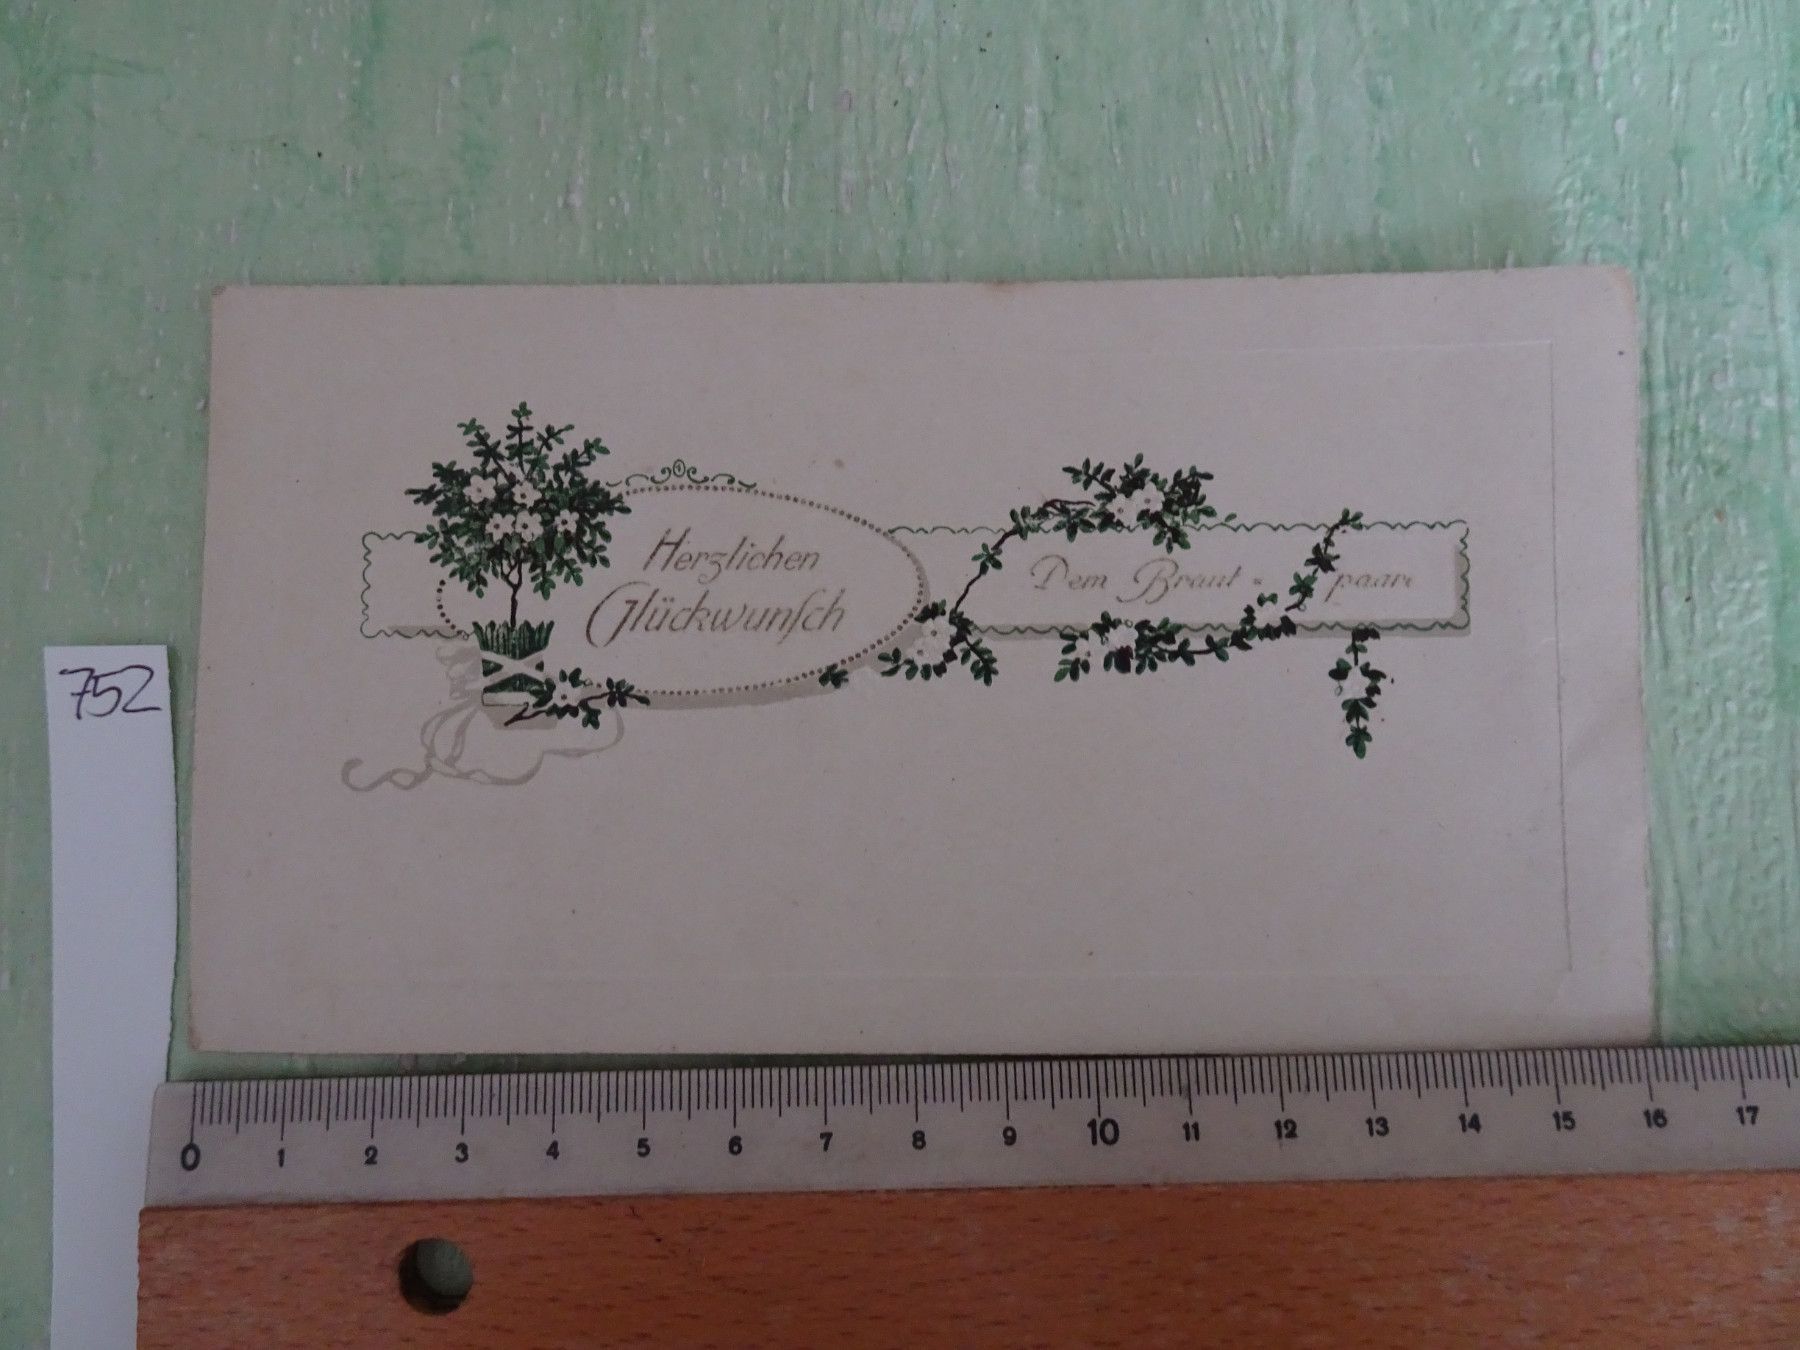 Herzlichen
Glückwunſch
Dem Braut- paar.
752
0 1 2 3 4 5 6 7 8 9 10 11 12 13 14 15 16 17